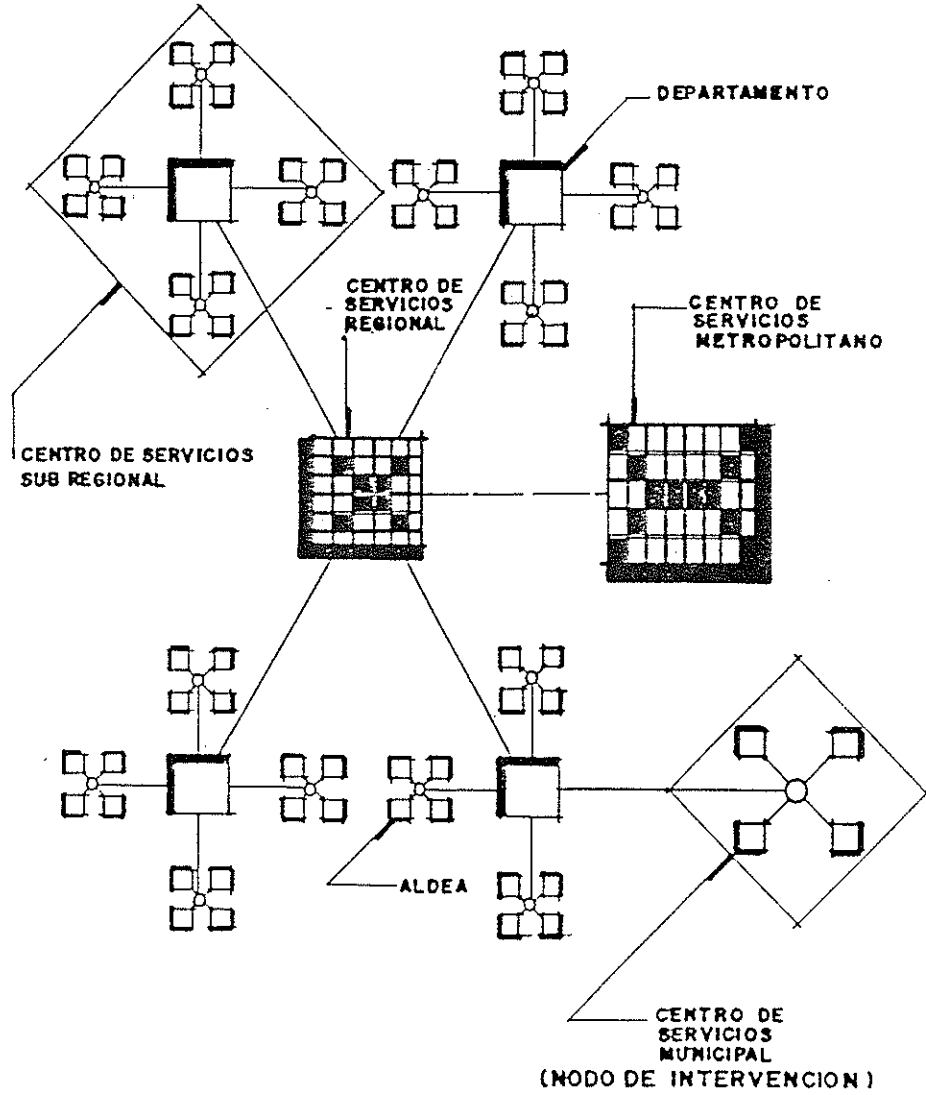 DEPARTAMENTO
CENTRO DE
SERVICIOS
REGIONAL
CENTRO DE
SERVICIOS
METROPOLITANO
CENTRO DE SERVICIOS
SUB REGIONAL
ALDEA
CENTRO DE
SERVICIOS
MUNICIPAL
(NODO DE INTERVENCION)